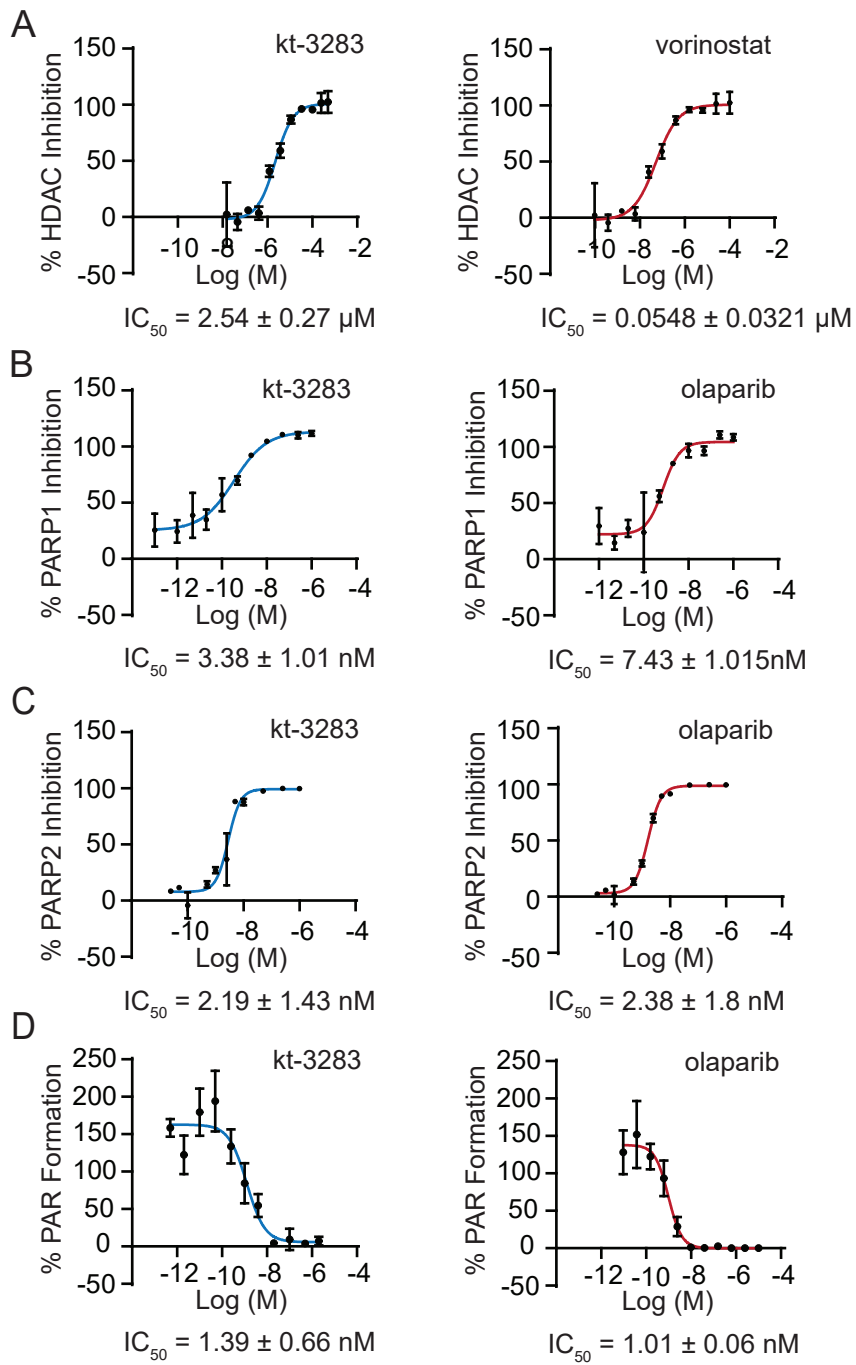 A
kt-3283
vorinostat
% HDAC Inhibition
150
100
50
0
-50
-10 -8 -6 -4 -2
Log (M)
IC50 = 2.54 ± 0.27 µM
% HDAC Inhibition
150
100
50
0
-50
-10 -8 -6 -4 -2
Log (M)
IC50 = 0.0548 ± 0.0321 µM
B
kt-3283
olaparib
% PARP1 Inhibition
150
100
50
0
-50
-12 -10 -8 -6 -4
Log (M)
IC50 = 3.38 ± 1.01 nM
% PARP1 Inhibition
150
100
50
0
-50
-12 -10 -8 -6 -4
Log (M)
IC50 = 7.43 ± 1.015nM
C
kt-3283
olaparib
% PARP2 Inhibition
150
100
50
0
-50
-10 -8 -6 -4
Log (M)
IC50 = 2.19 ± 1.43 nM
% PARP2 Inhibition
150
100
50
0
-50
-10 -8 -6 -4
Log (M)
IC50 = 2.38 ± 1.8 nM
D
kt-3283
olaparib
% PAR Formation
250
200
150
100
50
0
-50
-12 -10 -8 -6 -4
Log (M)
IC50 = 1.39 ± 0.66 nM
% PAR Formation
250
200
150
100
50
0
-50
-12 -10 -8 -6 -4
Log (M)
IC50 = 1.01 ± 0.06 nM